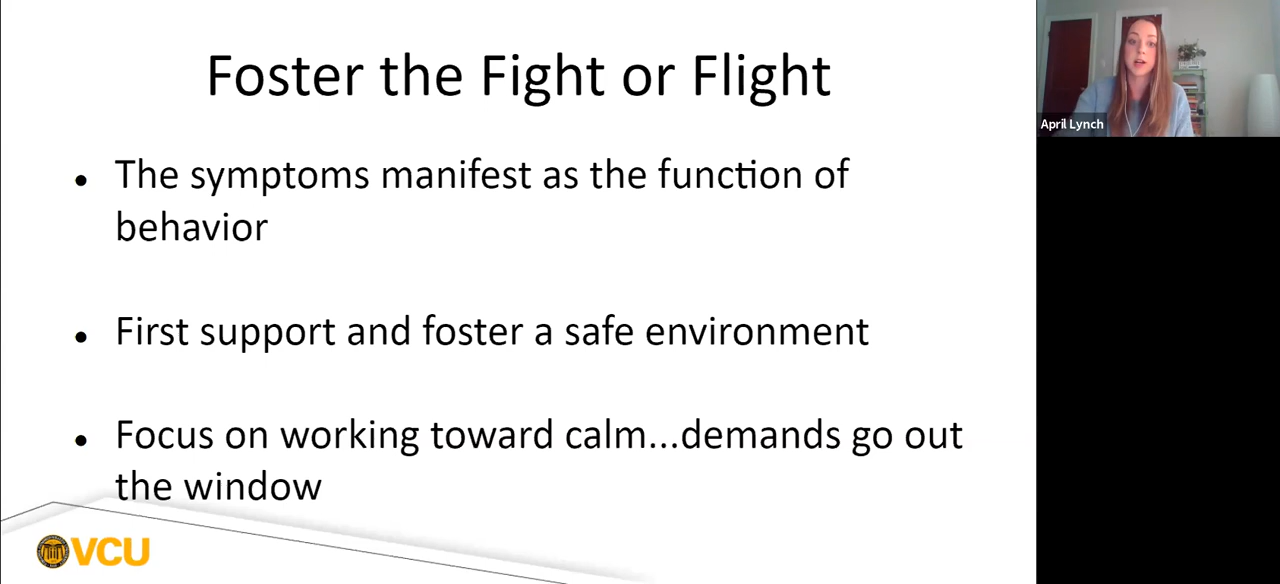 Foster the Fight or Flight
• The symptoms manifest as the function of
behavior
• First support and foster a safe environment
• Focus on working toward calm...demands go out
the window
VCU
April Lynch